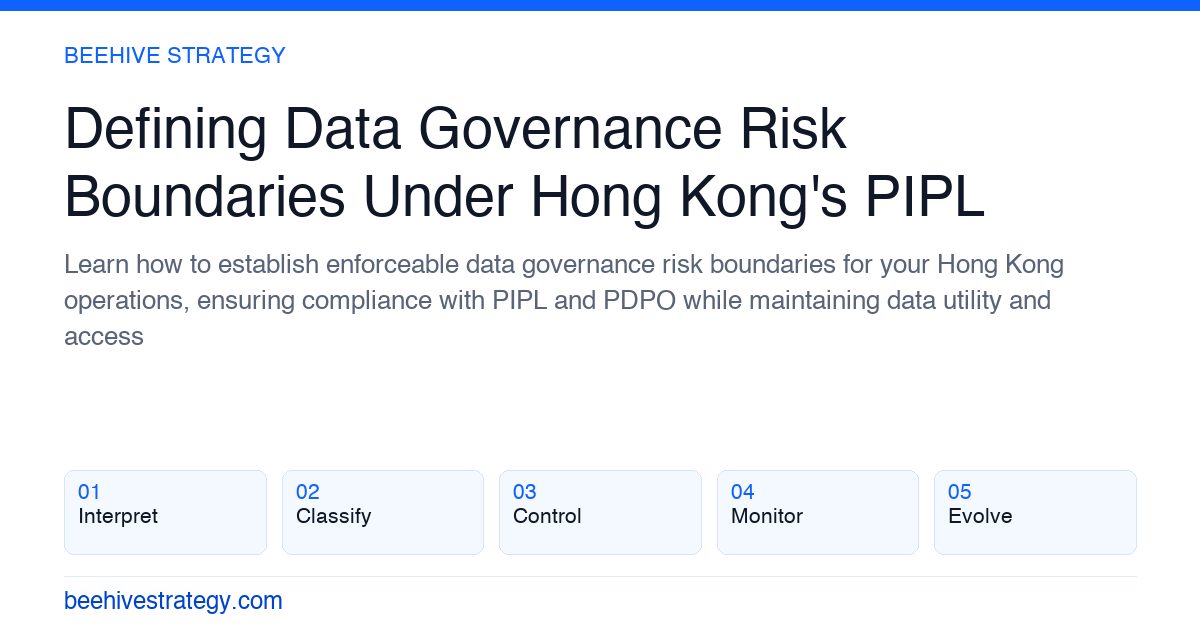 BEEHIVE STRATEGY
Defining Data Governance Risk
Boundaries Under Hong Kong's PIPL
Learn how to establish enforceable data governance risk boundaries for your Hong Kong
operations, ensuring compliance with PIPL and PDPO while maintaining data utility and
access
01
Interpret
02
Classify
03
Control
04
Monitor
05
Evolve
beehivestrategy.com